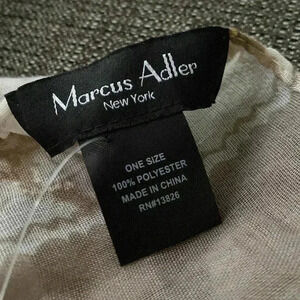 Marcus Adler
New York
ONE SIZE
100% POLYESTER
MADE IN CHINA
RN#13826